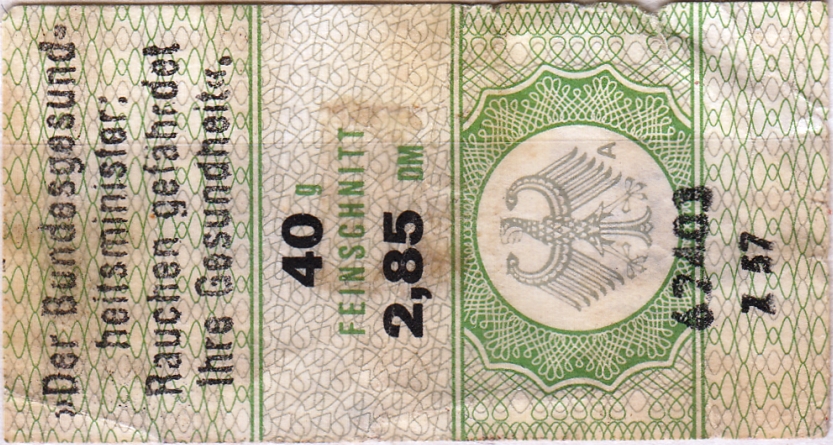 »Der Bundesgesund-
heitsminister:
Rauchen gefährdet
ihre Gesundheit«,
40 g
FEINSCHNITT
2,85 DM
A
62403
Z 57